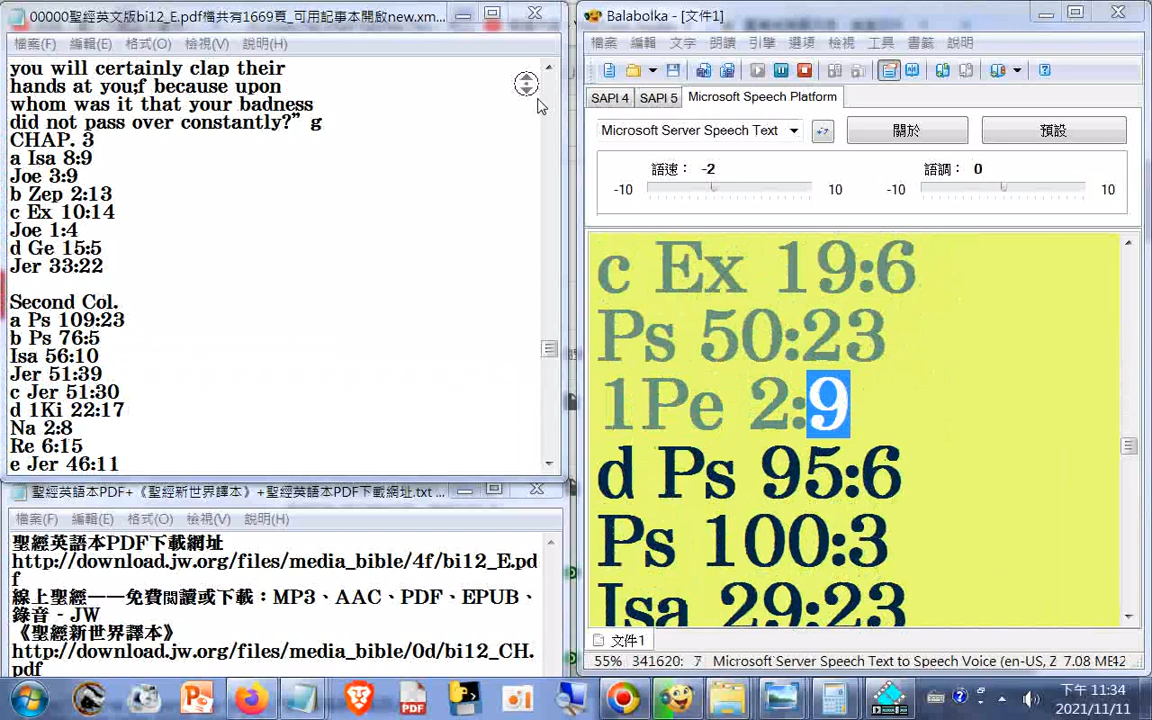 00000聖經英文版bi12_E.pdf檔共有1669頁_可用記事本開啟new.xm...
檔案(F) 編輯(E) 格式(O) 檢視(V) 說明(H)
you will certainly clap their
hands at you;f because upon
whom was it that your badness
did not pass over constantly?” g
CHAP. 3
a Isa 8:9
Joe 3:9
b Zep 2:13
c Ex 10:14
Joe 1:4
d Ge 15:5
Jer 33:22
Second Col.
a Ps 109:23
b Ps 76:5
Isa 56:10
Jer 51:39
c Jer 51:30
d 1Ki 22:17
Na 2:8
Re 6:15
e Jer 46:11
聖經英語本PDF+《聖經新世界譯本》+聖經英語本PDF下載網址.txt ...
檔案(F) 編輯(E) 格式(O) 檢視(V) 說明(H)
聖經英語本PDF下載網址
http://download.jw.org/files/media_bible/4f/bi12_E.pd
f
線上聖經——免費閱讀或下載：MP3、AAC、PDF、EPUB、
錄音 - JW
《聖經新世界譯本》
http://download.jw.org/files/media_bible/0d/bi12_CH.
pdf
Balabolka - [文件1]
檔案 編輯 文字 朗讀 引擎 選項 檢視 工具 書籤 說明
SAPI 4 SAPI 5 Microsoft Speech Platform
Microsoft Server Speech Text 關於 預設
語速： -2 語調： 0
-10 10 -10 10
c Ex 19:6
Ps 50:23
1Pe 2:9
d Ps 95:6
Ps 100:3
Isa 29:23
文件1
55% 341620: 7 Microsoft Server Speech Text to Speech Voice (en-US, Z 7.08 ME42
PDF
下午 11:34
2021/11/11